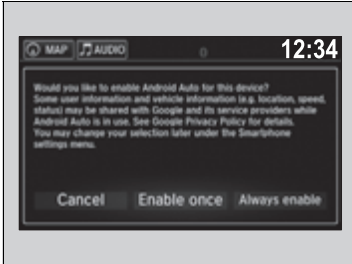 MAP AUDIO 0 12:34
Would you like to enable Android Auto for this device?
Some user information and vehicle information (e.g. location, speed,
status) may be shared with Google and its service providers while
Android Auto is in use. See Google Privacy Policy for details.
You may change your selection later under the Smartphone
settings menu.
Cancel Enable once Always enable